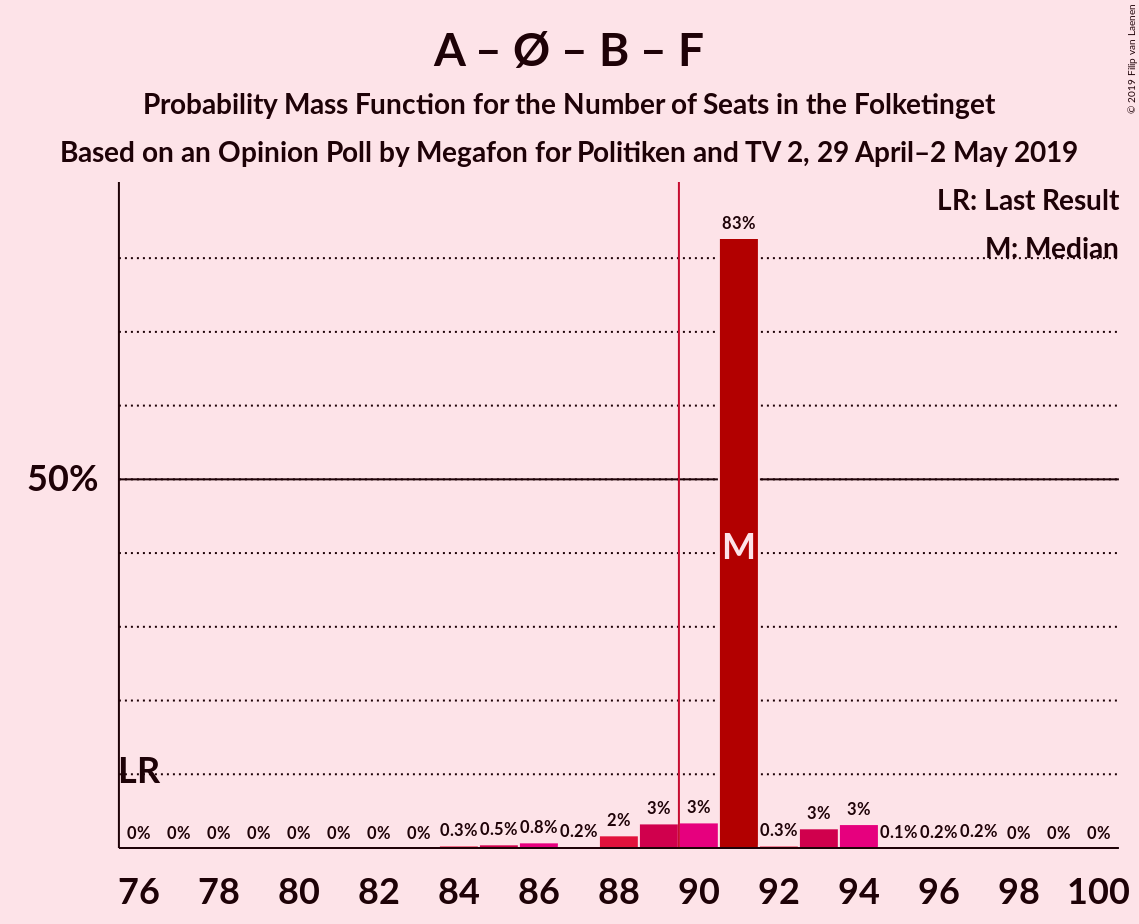 A – Ø – B – F
Probability Mass Function for the Number of Seats in the Folketinget
Based on an Opinion Poll by Megafon for Politiken and TV 2, 29 April–2 May 2019
© 2019 Filip van Laenen
LR: Last Result
M: Median
83%
50%
M
LR
0% 0% 0% 0% 0% 0% 0% 0% 0.3% 0.5% 0.8% 0.2% 2% 3% 3% 0.3% 3% 3% 0.1% 0.2% 0.2% 0% 0% 0%
76 78 80 82 84 86 88 90 92 94 96 98 100